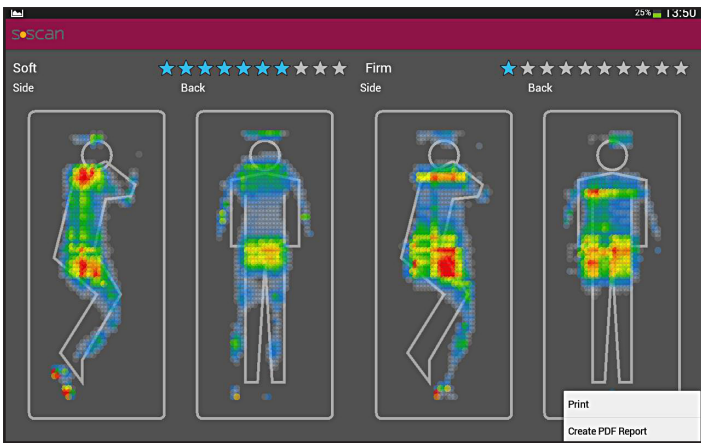 25% 13:50
s•scan
Soft Firm
Side Back Side Back
Print
Create PDF Report